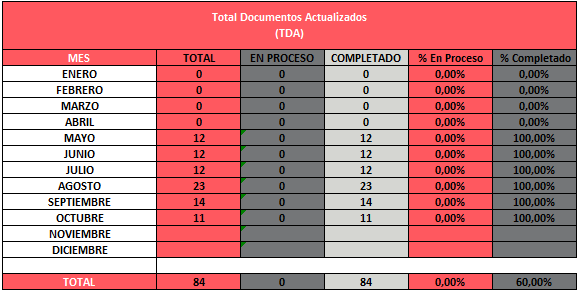 Total Documentos Actualizados
(TDA)
MES TOTAL EN PROCESO COMPLETADO % En Proceso % Completado
ENERO 0 0 0 0,00% 0,00%
FEBRERO 0 0 0 0,00% 0,00%
MARZO 0 0 0 0,00% 0,00%
ABRIL 0 0 0 0,00% 0,00%
MAYO 12 0 12 0,00% 100,00%
JUNIO 12 0 12 0,00% 100,00%
JULIO 12 0 12 0,00% 100,00%
AGOSTO 23 0 23 0,00% 100,00%
SEPTIEMBRE 14 0 14 0,00% 100,00%
OCTUBRE 11 0 11 0,00% 100,00%
NOVIEMBRE
DICIEMBRE
TOTAL 84 0 84 0,00% 60,00%